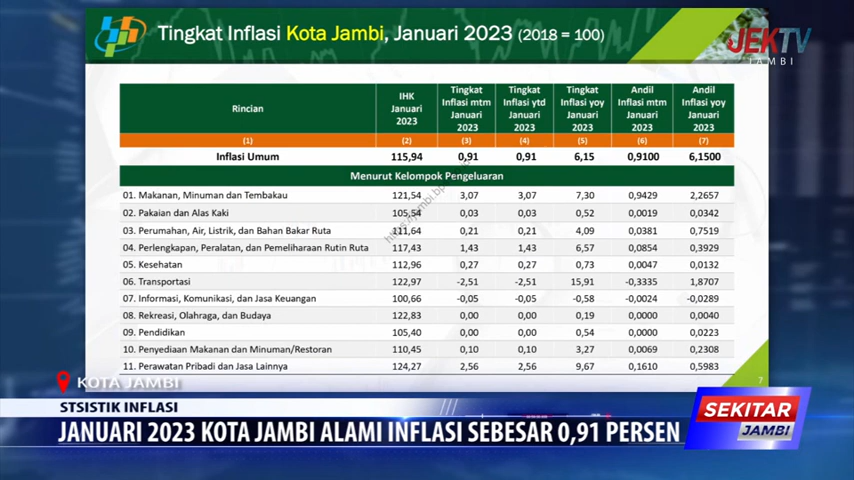 Tingkat Inflasi Kota Jambi, Januari 2023 (2018 = 100)
JEKTV
JAMBI
Rincian
IHK Januari 2023
Tingkat Inflasi mtm Januari 2023
Tingkat Inflasi ytd Januari 2023
Tingkat Inflasi yoy Januari 2023
Andil Inflasi mtm Januari 2023
Andil Inflasi yoy Januari 2023
(1) (2) (3) (4) (5) (6) (7)
Inflasi Umum 115,94 0,91 0,91 6,15 0,9100 6,1500
Menurut Kelompok Pengeluaran
01. Makanan, Minuman dan Tembakau 121,54 3,07 3,07 7,30 0,9429 2,2657
02. Pakaian dan Alas Kaki 105,54 0,03 0,03 0,52 0,0019 0,0342
03. Perumahan, Air, Listrik, dan Bahan Bakar Ruta 111,64 0,21 0,21 4,09 0,0381 0,7519
04. Perlengkapan, Peralatan, dan Pemeliharaan Rutin Ruta 117,43 1,43 1,43 6,57 0,0854 0,3929
05. Kesehatan 112,96 0,27 0,27 0,73 0,0047 0,0132
06. Transportasi 122,97 -2,51 -2,51 15,91 -0,3335 1,8707
07. Informasi, Komunikasi, dan Jasa Keuangan 100,66 -0,05 -0,05 -0,58 -0,0024 -0,0289
08. Rekreasi, Olahraga, dan Budaya 122,83 0,00 0,00 0,19 0,0000 0,0040
09. Pendidikan 105,40 0,00 0,00 0,54 0,0000 0,0223
10. Penyediaan Makanan dan Minuman/Restoran 110,45 0,10 0,10 3,27 0,0069 0,2308
11. Perawatan Pribadi dan Jasa Lainnya 124,27 2,56 2,56 9,67 0,1610 0,5983
7
KOTA JAMBI
STSISTIK INFLASI
JANUARI 2023 KOTA JAMBI ALAMI INFLASI SEBESAR 0,91 PERSEN
SEKITAR
JAMBI